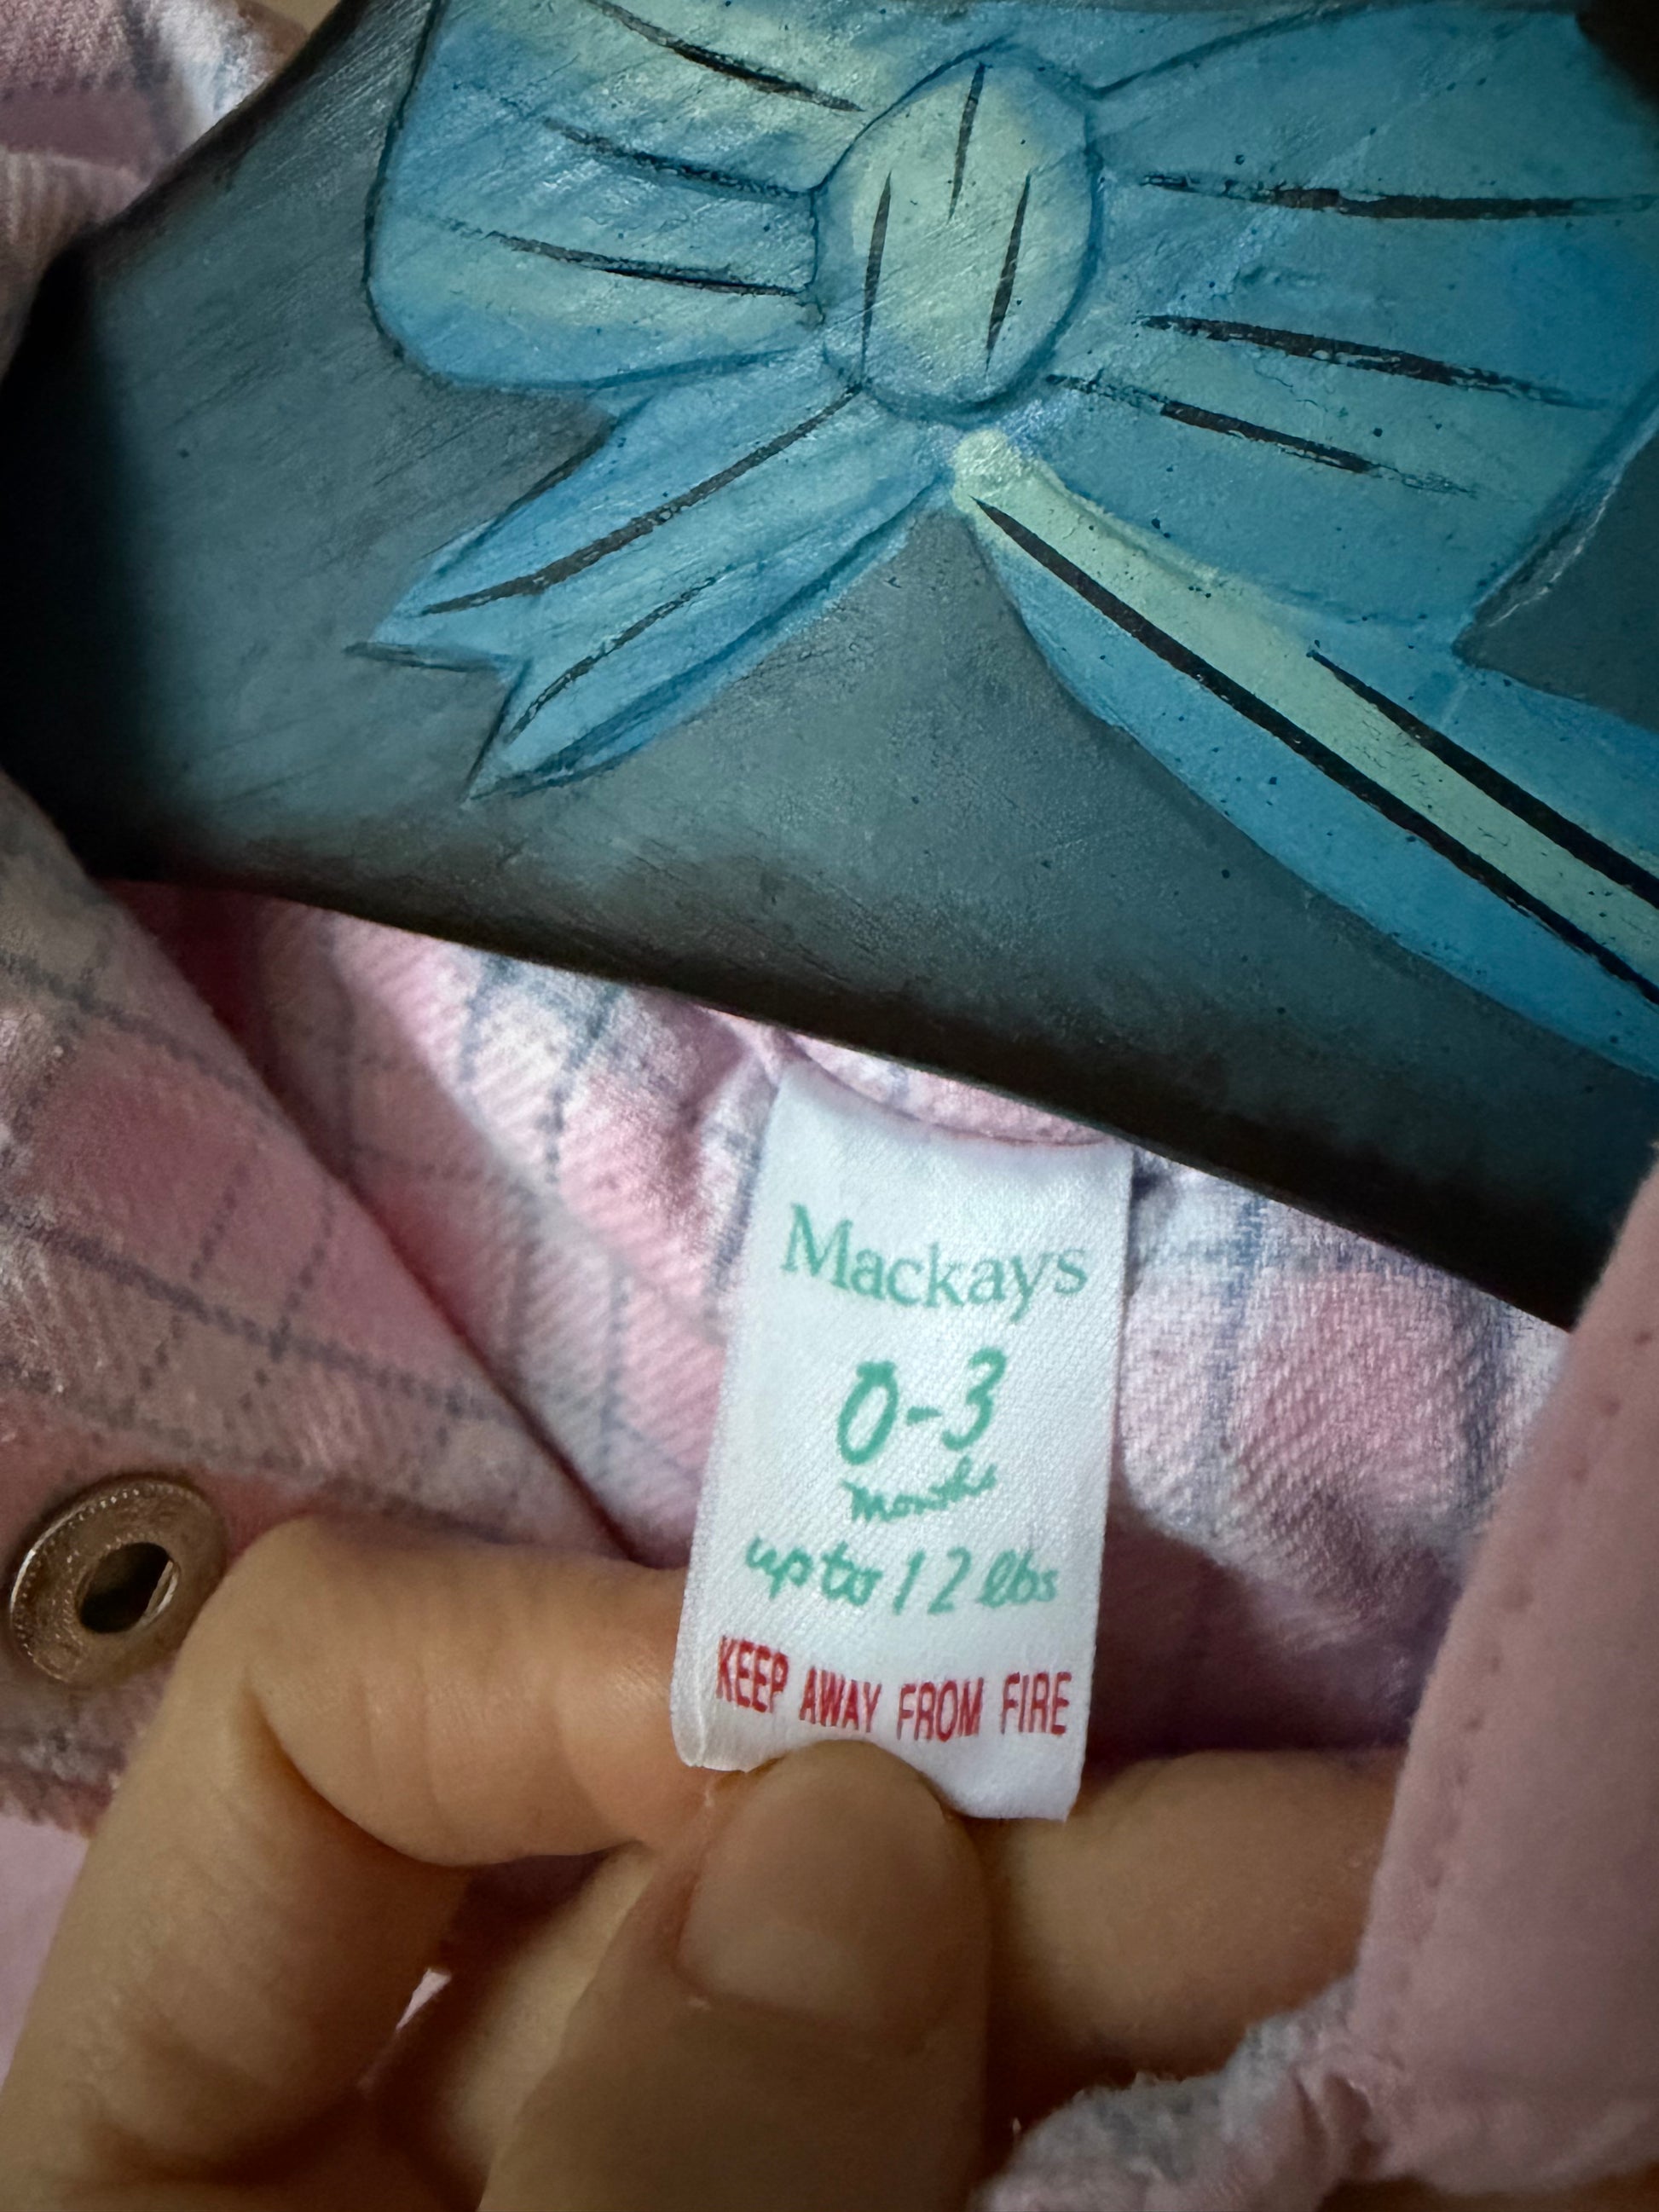 Mackays
0-3
months
up to 12 lbs
KEEP AWAY FROM FIRE